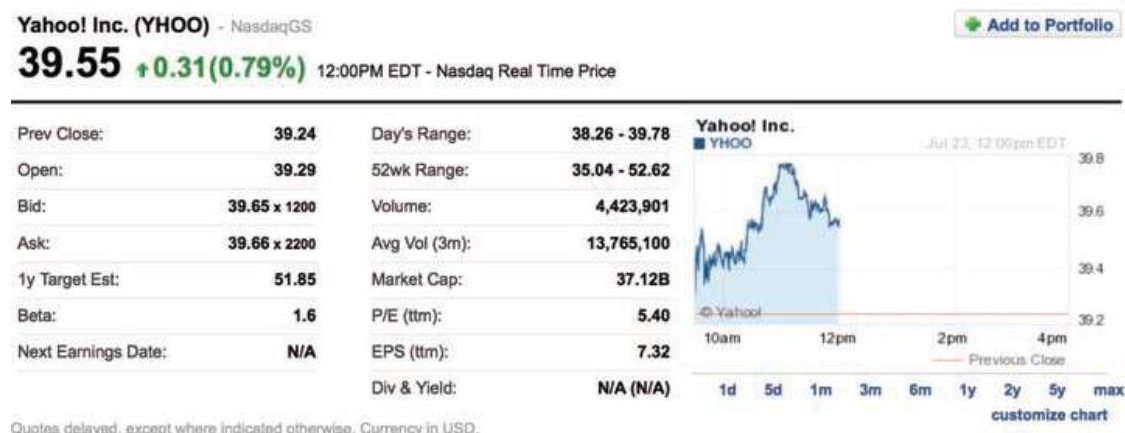 Yahoo! Inc. (YHOO) - NasdaqGS
Add to Portfolio
39.55 0.31(0.79%) 12:00PM EDT - Nasdaq Real Time Price
Prev Close: 39.24
Open: 39.29
Bid: 39.65 x 1200
Ask: 39.66 x 2200
1y Target Est: 51.85
Beta: 1.6
Next Earnings Date: N/A
Day's Range: 38.26 - 39.78
52wk Range: 35.04 - 52.62
Volume: 4,423,901
Avg Vol (3m): 13,765,100
Market Cap: 37.12B
P/E (ttm): 5.40
EPS (ttm): 7.32
Div & Yield: N/A (N/A)
Yahoo! Inc.
YHOO Jul 23, 12:00pm EDT
39.8
39.6
39.4
39.2
© Yahoo!
10am 12pm 2pm 4pm
Previous Close
1d 5d 1m 3m 6m 1y 2y 5y max
customize chart
Quotes delayed, except where indicated otherwise. Currency in USD.